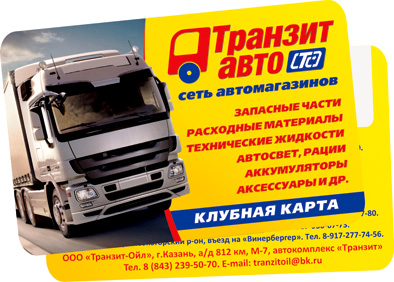 Транзит
авто СТЭ
сеть автомагазинов
ЗАПАСНЫЕ ЧАСТИ
РАСХОДНЫЕ МАТЕРИАЛЫ
ТЕХНИЧЕСКИЕ ЖИДКОСТИ
АВТОСВЕТ, РАЦИИ
АККУМУЛЯТОРЫ
АКСЕССУАРЫ И ДР.
КЛУБНАЯ КАРТА
7-80.
р-он, въезд на «Винербергер». Тел. 8-917-277-74-56.
ООО «Транзит-Ойл», г.Казань, а/д 812 км, М-7, автокомплекс «Транзит»
Тел. 8 (843) 239-50-70. E-mail: tranzitoil@bk.ru